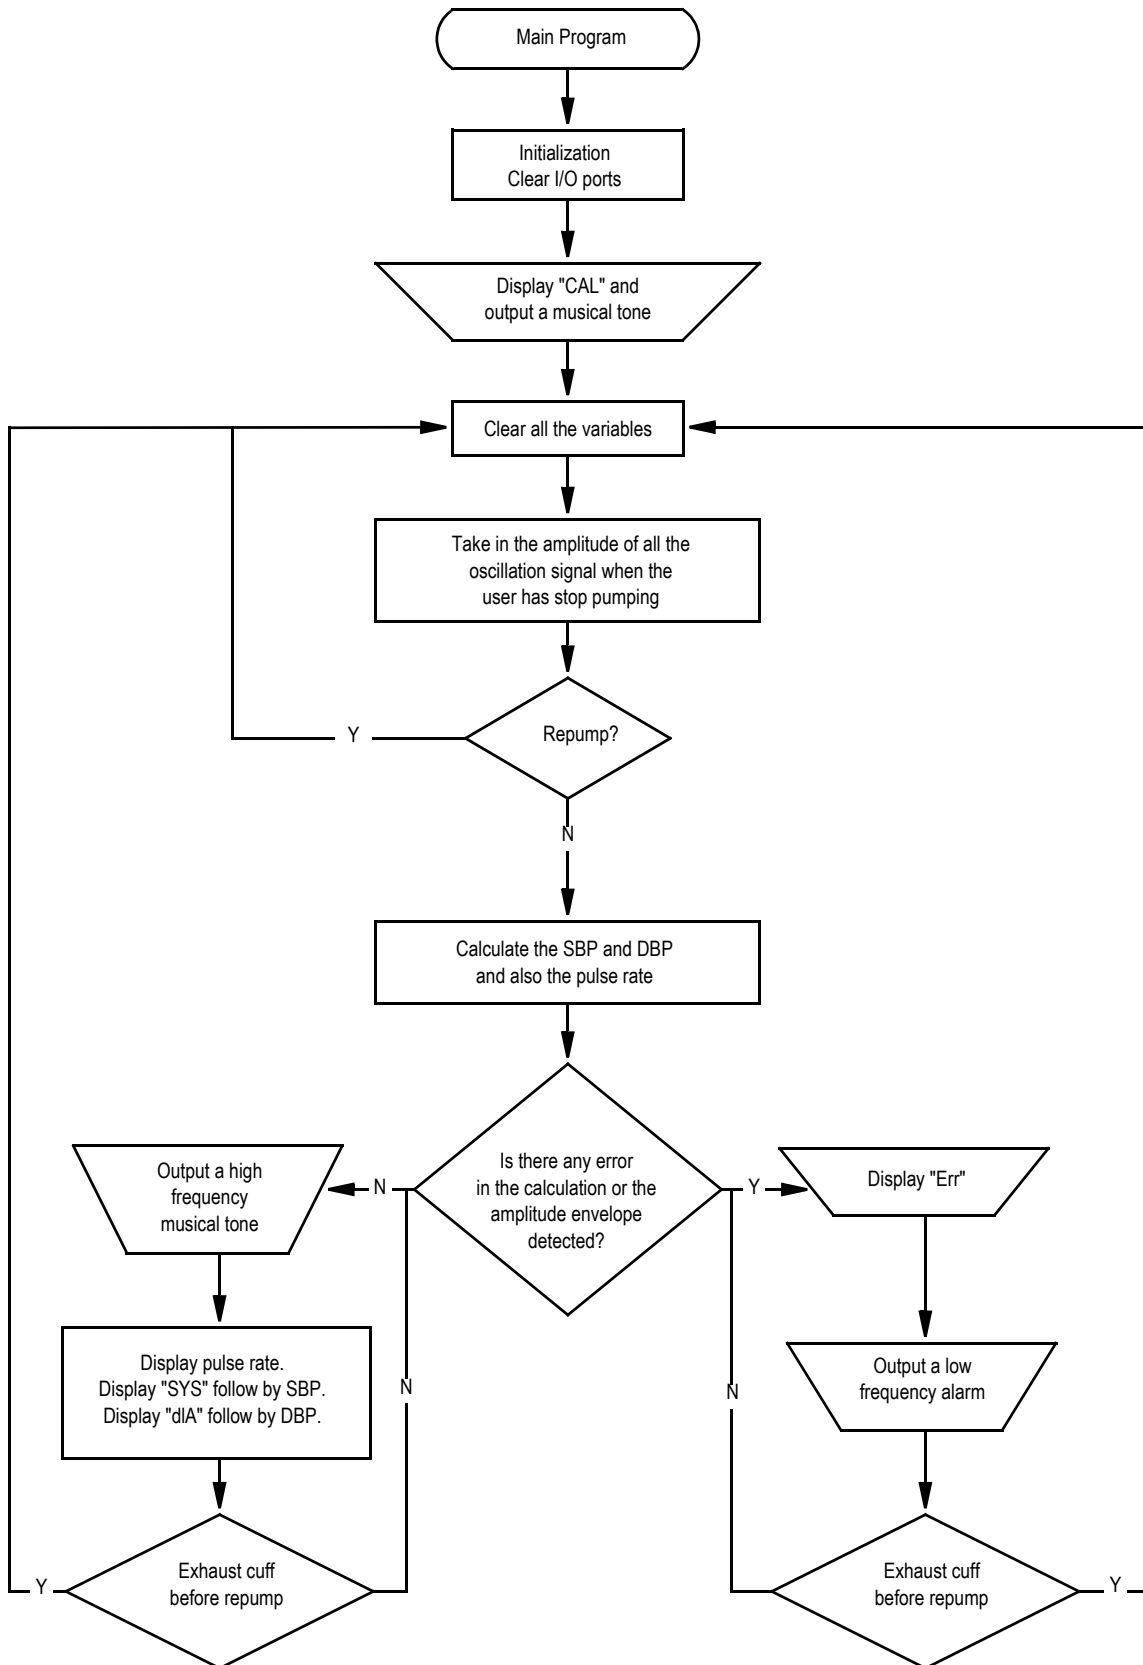 Main Program
Initialization
Clear I/O ports
Display "CAL" and
output a musical tone
Clear all the variables
Take in the amplitude of all the
oscillation signal when the
user has stop pumping
Repump?
Y
N
Calculate the SBP and DBP
and also the pulse rate
Is there any error
in the calculation or the
amplitude envelope
detected?
N
Y
Output a high
frequency
musical tone
Display pulse rate.
Display "SYS" follow by SBP.
Display "dIA" follow by DBP.
N
Exhaust cuff
before repump
Y
Display "Err"
Output a low
frequency alarm
N
Exhaust cuff
before repump
Y